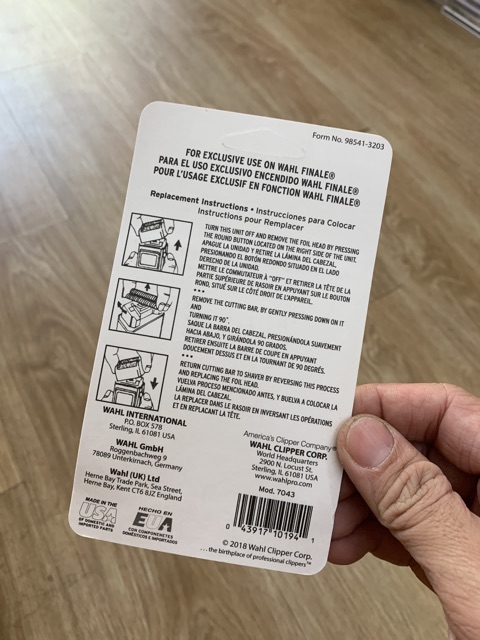 Form No. 98541-3203
FOR EXCLUSIVE USE ON WAHL FINALE®
PARA EL USO EXCLUSIVO ENCENDIDO WAHL FINALE®
POUR L'USAGE EXCLUSIF EN FONCTION WAHL FINALE®
Replacement Instructions • Instrucciones para Colocar
Instructions pour Remplacer
TURN THIS UNIT OFF AND REMOVE THE FOIL HEAD BY PRESSING
THE ROUND BUTTON LOCATED ON THE RIGHT SIDE OF THE UNIT.
APAGUE LA UNIDAD Y RETIRE LA LÁMINA DEL CABEZAL,
PRESIONANDO EL BOTÓN REDONDO SITUADO EN EL LADO
DERECHO DE LA UNIDAD.
METTRE LE COMMUTATEUR À "OFF" ET RETIRER LA TÊTE DE LA
PARTIE SUPÉRIEURE DE RASOIR EN APPUYANT SUR LE BOUTON
ROND, SITUÉ SUR LE CÔTÉ DROIT DE L'APPAREIL.
***
REMOVE THE CUTTING BAR, BY GENTLY PRESSING DOWN ON IT
AND
TURNING IT 90°.
SAQUE LA BARRA DEL CABEZAL, PRESIONÁNDOLA SUAVEMENT
HACIA ABAJO, Y GIRÁNDOLA 90 GRADOS.
RETIRER ENSUITE LA BARRE DE COUPE EN APPUYANT
DOUCEMENT DESSUS ET EN LA TOURNANT DE 90 DEGRÉS.
***
RETURN CUTTING BAR TO SHAVER BY REVERSING THIS PROCESS
AND REPLACING THE FOIL HEAD.
VUELVA PROCESO MENCIONADO ANTES, Y VUELVA A COLOCAR LA
LÁMINA DEL CABEZAL.
LA REPLACER DANS LE RASOIR EN INVERSANT LES OPÉRATIONS
ET EN REPLACANT LA TÊTE.
WAHL INTERNATIONAL
P.O. BOX 578
Sterling, IL 61081 USA
WAHL GmbH
Roggenbachweg 9
78089 Unterkirnach, Germany
Wahl (UK) Ltd
Herne Bay Trade Park, Sea Street,
Herne Bay, Kent CT6 8JZ England
America's Clipper Company®
WAHL CLIPPER CORP.
World Headquarters
2900 N. Locust St.
Sterling, IL 61081 USA
www.wahlpro.com
Mod. 7043
0 43917 10194 1
MADE IN THE
USA
OF DOMESTIC AND
IMPORTED PARTS
HECHO EN
EUA
CON COMPONENTES
DOMÉSTICOS E IMPORTADOS
© 2018 Wahl Clipper Corp.
...the birthplace of professional clippers™